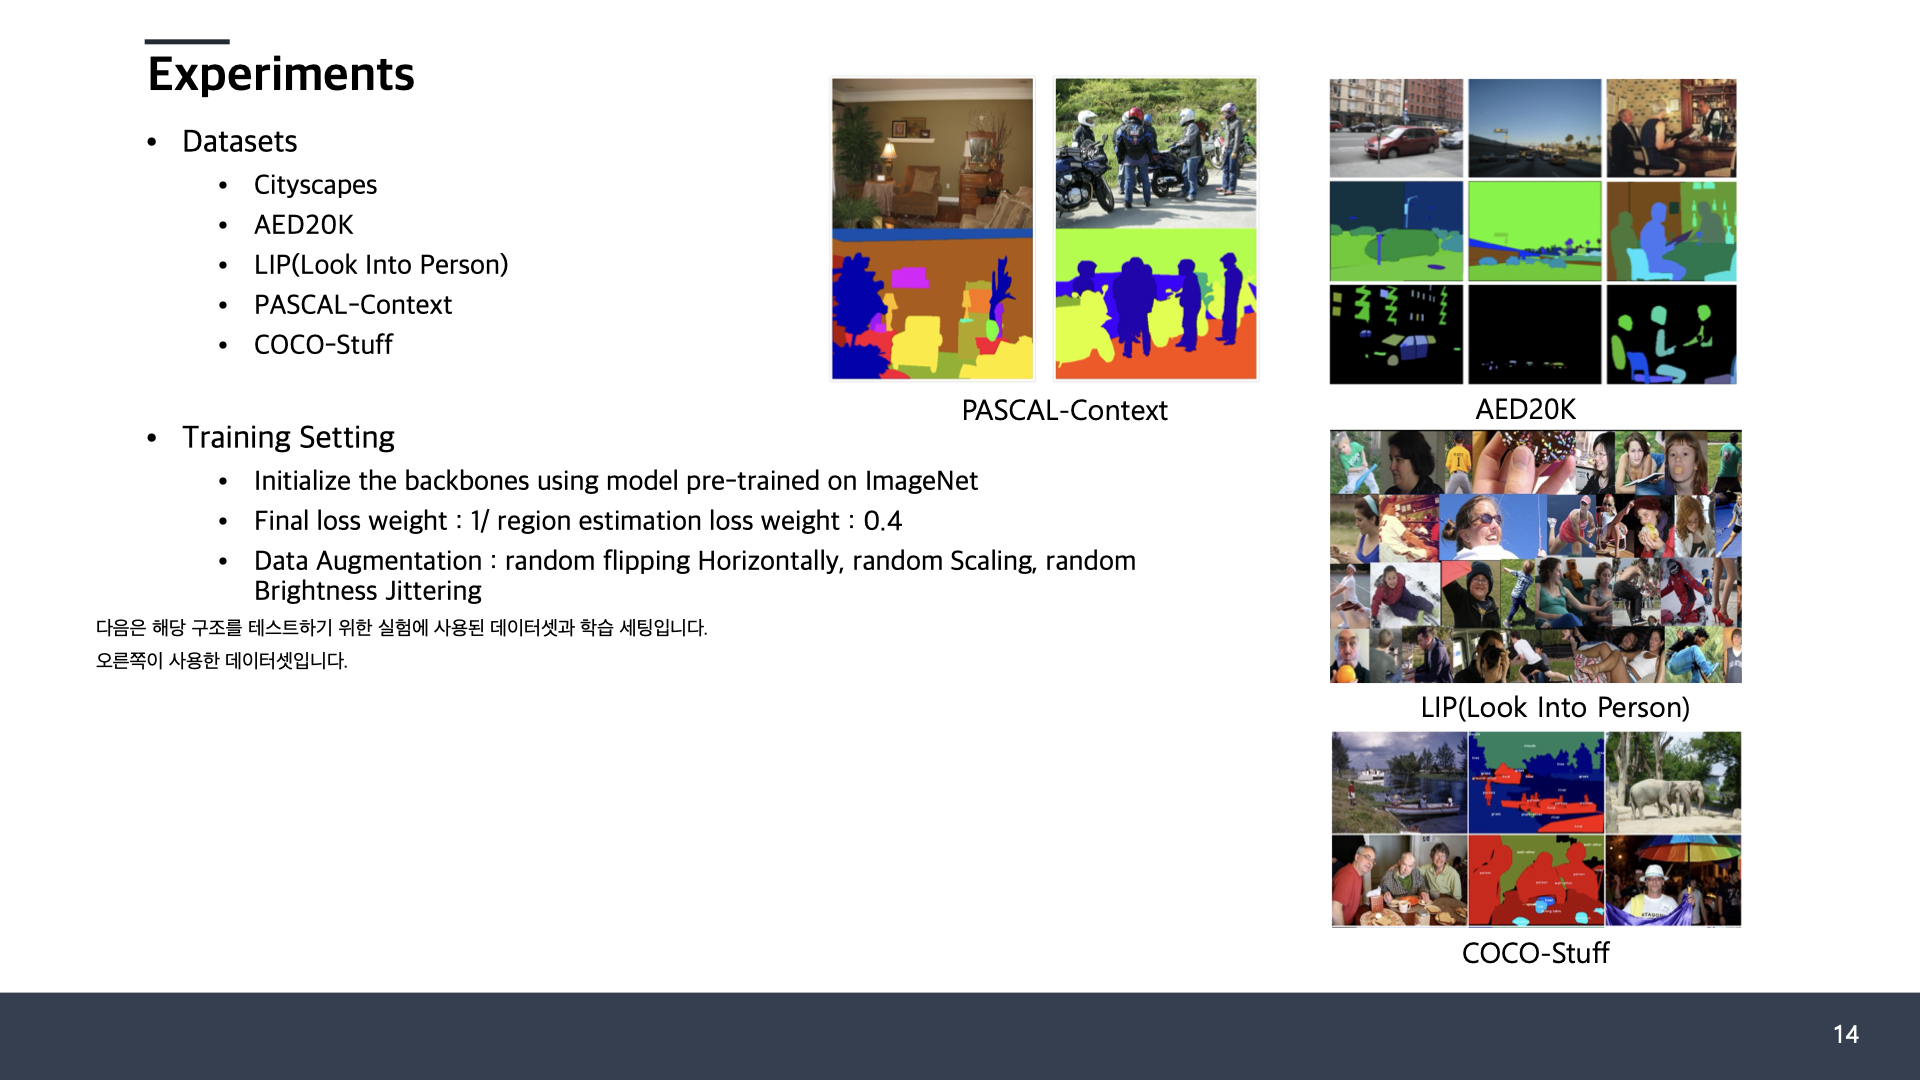 Experiments
• Datasets
• Cityscapes
• AED20K
• LIP(Look Into Person)
• PASCAL-Context
• COCO-Stuff
• Training Setting
• Initialize the backbones using model pre-trained on ImageNet
• Final loss weight : 1/ region estimation loss weight : 0.4
• Data Augmentation : random flipping Horizontally, random Scaling, random
Brightness Jittering
다음은 해당 구조를 테스트하기 위한 실험에 사용된 데이터셋과 학습 세팅입니다.
오른쪽이 사용한 데이터셋입니다.
PASCAL-Context
AED20K
LIP(Look Into Person)
COCO-Stuff
14